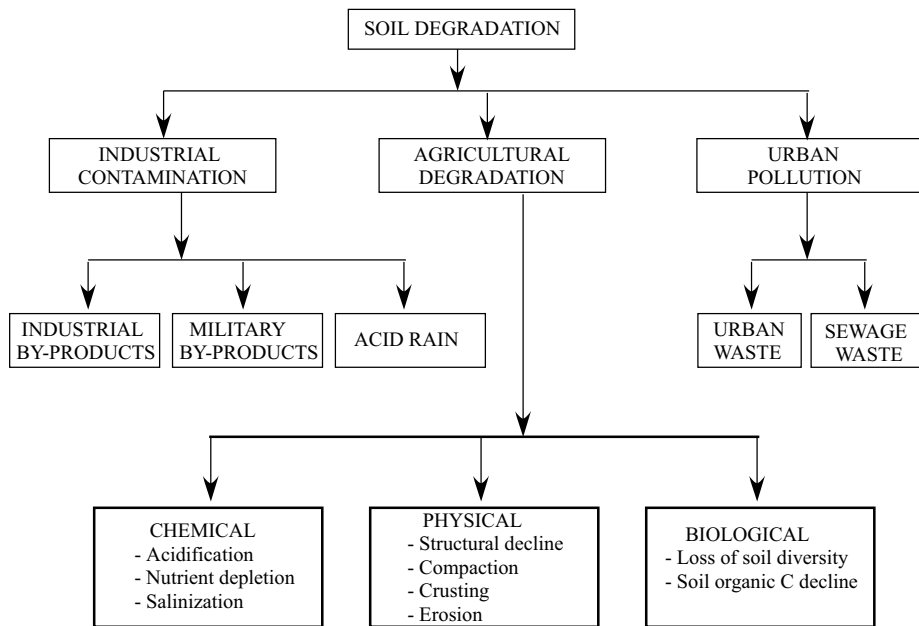 SOIL DEGRADATION
INDUSTRIAL
CONTAMINATION
AGRICULTURAL
DEGRADATION
URBAN
POLLUTION
INDUSTRIAL
BY-PRODUCTS
MILITARY
BY-PRODUCTS
ACID RAIN
URBAN
WASTE
SEWAGE
WASTE
CHEMICAL
- Acidification
- Nutrient depletion
- Salinization
PHYSICAL
- Structural decline
- Compaction
- Crusting
- Erosion
BIOLOGICAL
- Loss of soil diversity
- Soil organic C decline